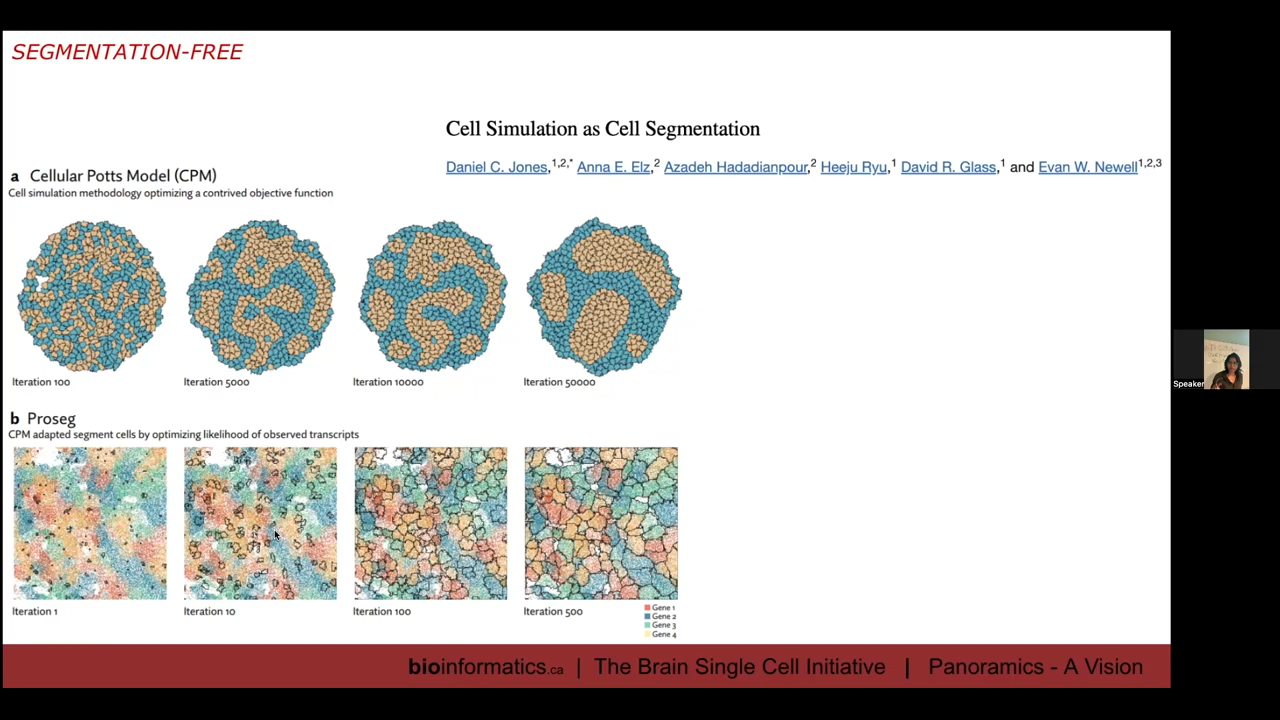 SEGMENTATION-FREE
Cell Simulation as Cell Segmentation
Daniel C. Jones,1,2,* Anna E. Elz,2 Azadeh Hadadianpour,2 Heeju Ryu,1 David R. Glass,1 and Evan W. Newell1,2,3
a Cellular Potts Model (CPM)
Cell simulation methodology optimizing a contrived objective function
Iteration 100
Iteration 5000
Iteration 10000
Iteration 50000
b Proseg
CPM adapted segment cells by optimizing likelihood of observed transcripts
Iteration 1
Iteration 10
Iteration 100
Iteration 500
Gene 1
Gene 2
Gene 3
Gene 4
Speaker
bioinformatics.ca | The Brain Single Cell Initiative | Panoramics - A Vision